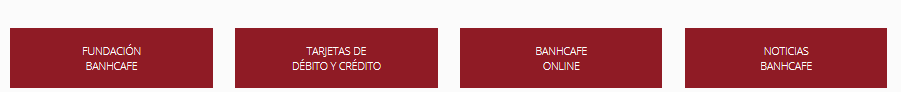 FUNDACIÓN
BANHCAFE
TARJETAS DE
DÉBITO Y CRÉDITO
BANHCAFE
ONLINE
NOTICIAS
BANHCAFE